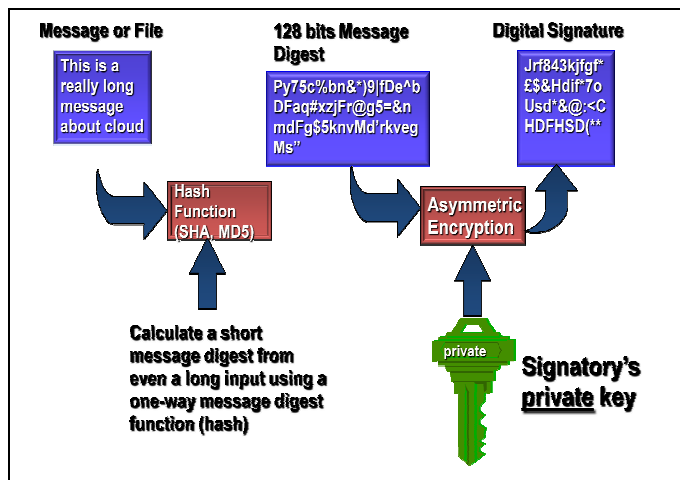 Message or File
This is a
really long
message
about cloud
128 bits Message
Digest
Py75c%bn&*)9|fDe^b
DFaq#xzjFr@g5=&n
mdFg$5knvMd'rkveg
Ms"
Digital Signature
Jrf843kjfgf*
£$&Hdif*7o
Usd*&@:<C
HDFHSD(**
Hash
Function
(SHA, MD5)
Asymmetric
Encryption
Calculate a short
message digest from
even a long input using a
one-way message digest
function (hash)
private
Signatory's
private key